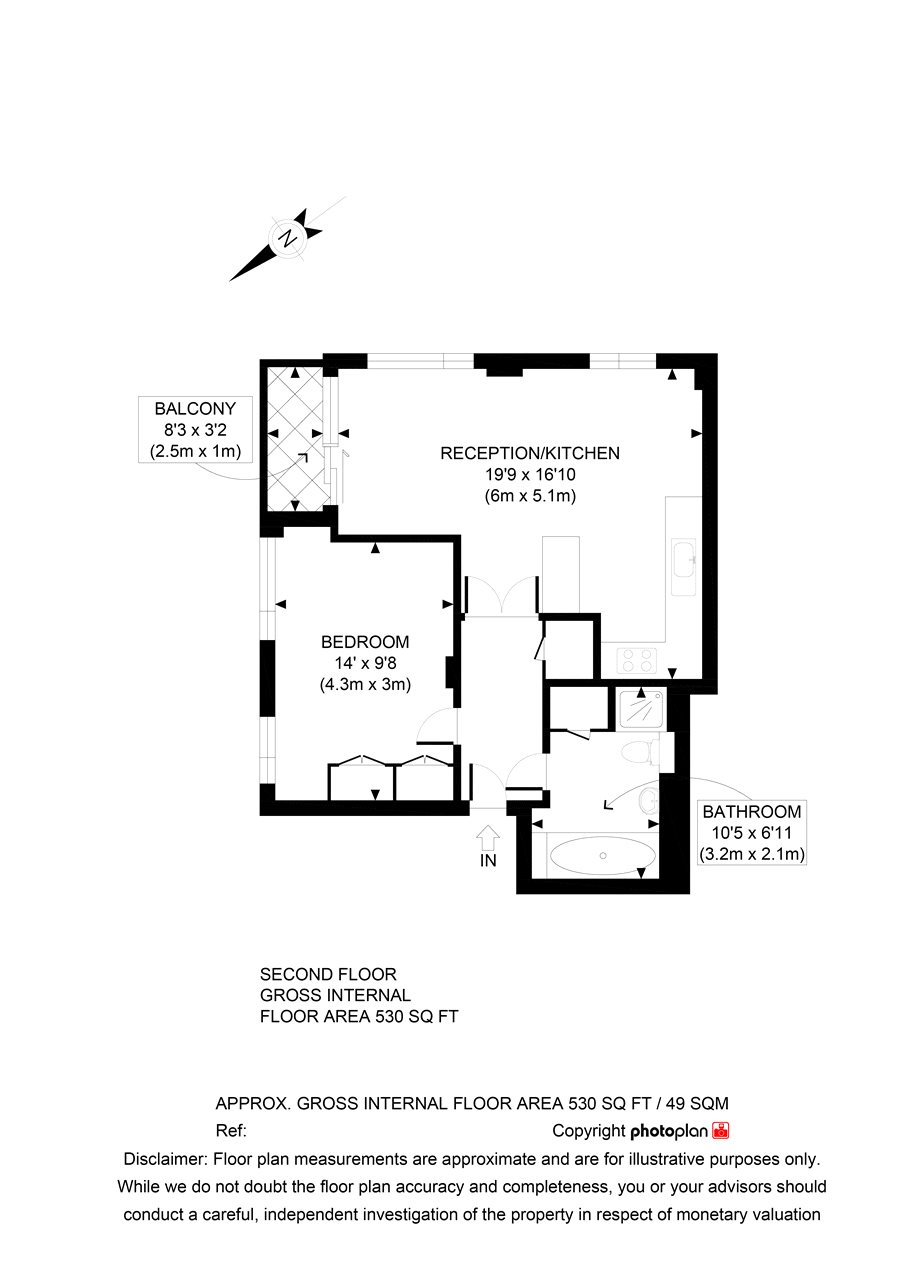 N
BALCONY
8'3 x 3'2
(2.5m x 1m)
RECEPTION/KITCHEN
19'9 x 16'10
(6m x 5.1m)
BEDROOM
14' x 9'8
(4.3m x 3m)
BATHROOM
10'5 x 6'11
(3.2m x 2.1m)
IN
SECOND FLOOR
GROSS INTERNAL
FLOOR AREA 530 SQ FT
APPROX. GROSS INTERNAL FLOOR AREA 530 SQ FT / 49 SQM
Ref:
Copyright photoplan
Disclaimer: Floor plan measurements are approximate and are for illustrative purposes only.
While we do not doubt the floor plan accuracy and completeness, you or your advisors should
conduct a careful, independent investigation of the property in respect of monetary valuation